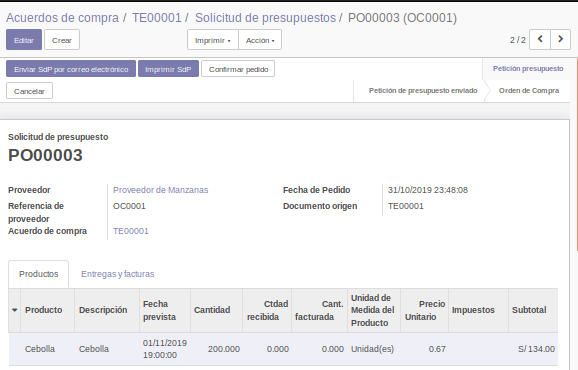 Acuerdos de compra / TE00001 / Solicitud de presupuestos / PO00003 (OC0001)
Editar Crear Imprimir Acción 2 / 2
Enviar SdP por correo electrónico Imprimir SdP Confirmar pedido Petición presupuesto
Cancelar Petición de presupuesto enviado Orden de Compra
Solicitud de presupuesto
PO00003
Proveedor Proveedor de Manzanas Fecha de Pedido 31/10/2019 23:48:08
Referencia de proveedor OC0001 Documento origen TE00001
Acuerdo de compra TE00001
Productos Entregas y facturas
Producto Descripción Fecha prevista Cantidad Ctdad recibida Cant. facturada Unidad de Medida del Producto Precio Unitario Impuestos Subtotal
Cebolla Cebolla 01/11/2019 19:00:00 200.000 0.000 0.000 Unidad(es) 0.67 S/ 134.00